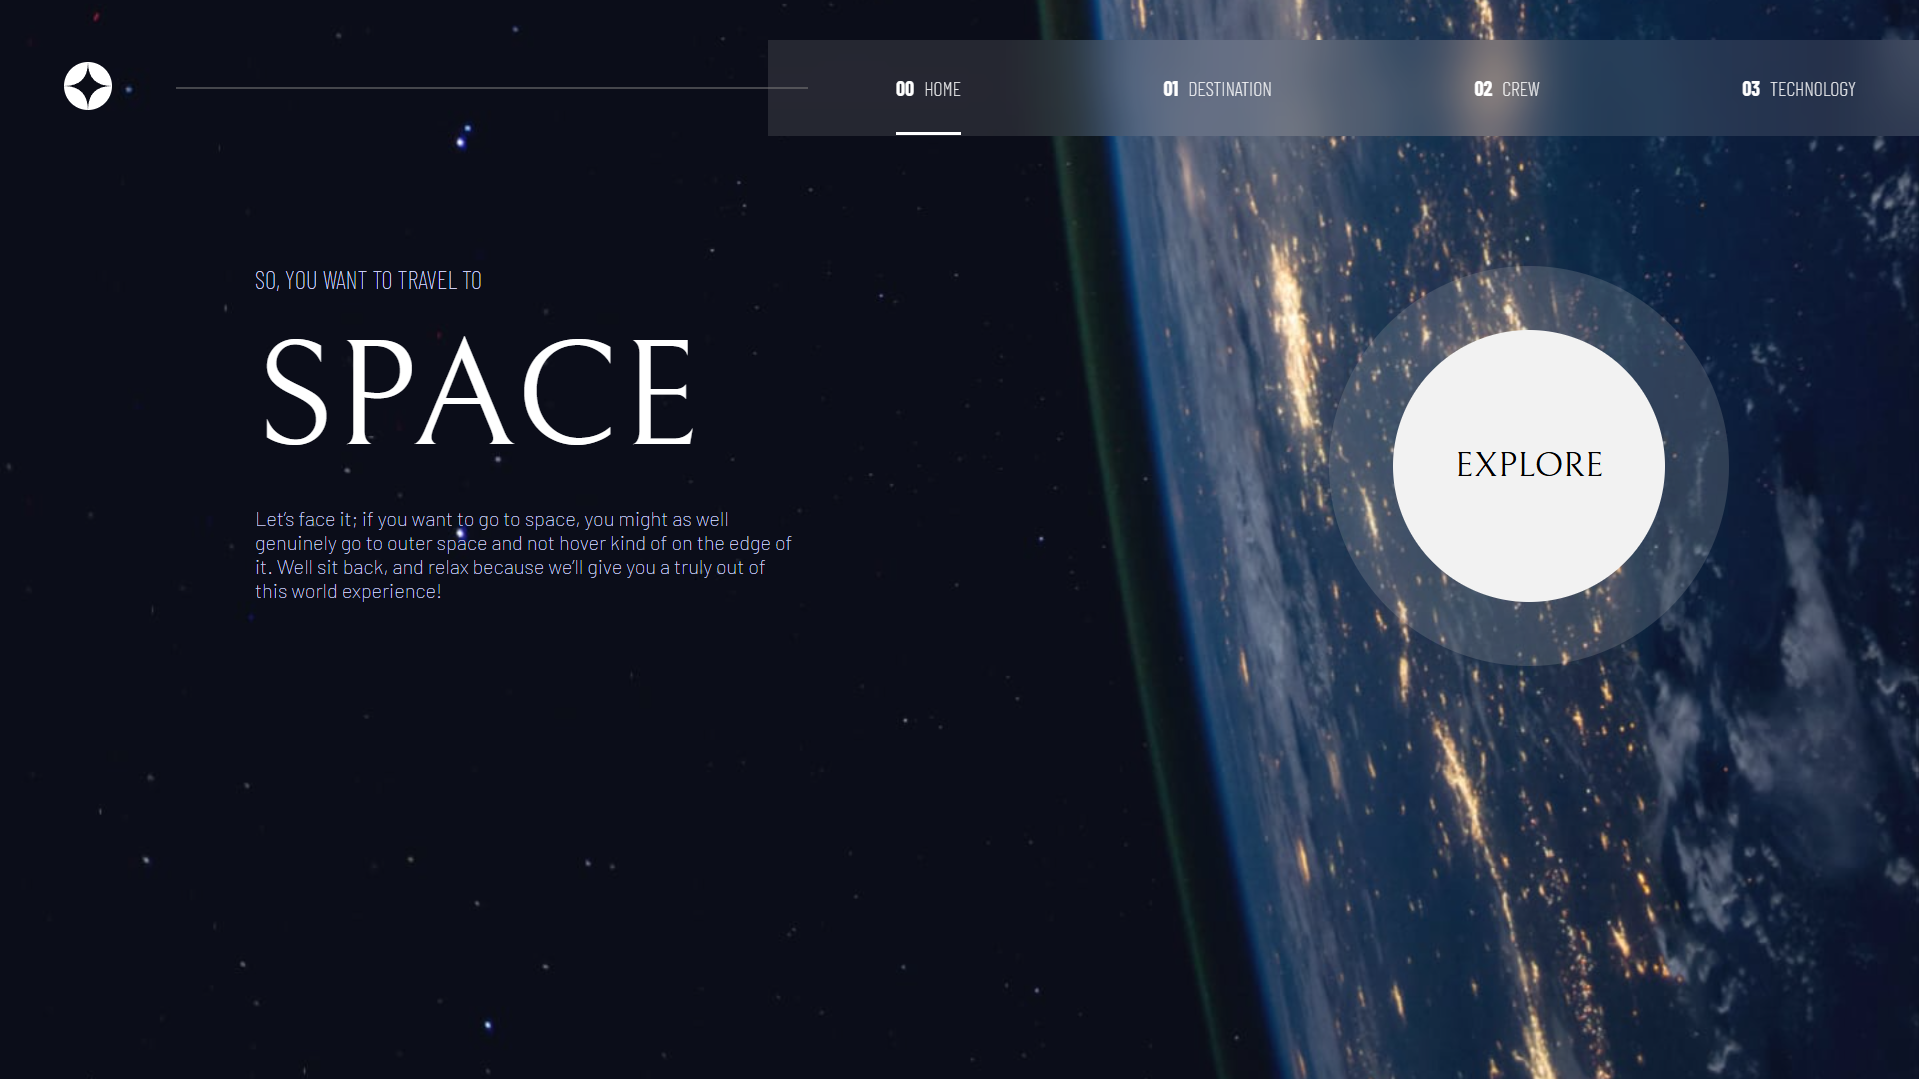 00 HOME
01 DESTINATION
02 CREW
03 TECHNOLOGY
SO, YOU WANT TO TRAVEL TO
SPACE
Let’s face it; if you want to go to space, you might as well
genuinely go to outer space and not hover kind of on the edge of
it. Well sit back, and relax because we’ll give you a truly out of
this world experience!
EXPLORE